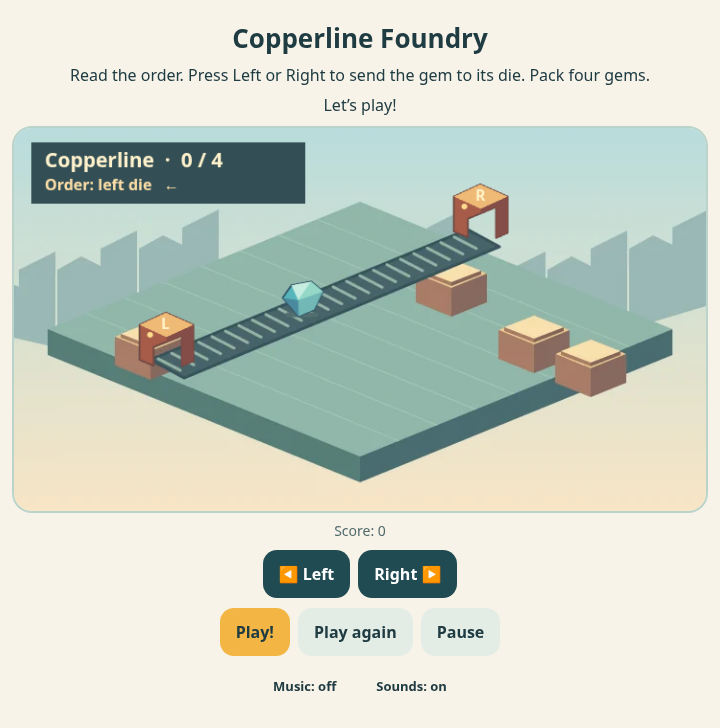 Copperline Foundry
Read the order. Press Left or Right to send the gem to its die. Pack four gems.
Let’s play!
Copperline · 0 / 4
Order: left die ←
R
L
Score: 0
◀ Left Right ▶
Play! Play again Pause
Music: off Sounds: on